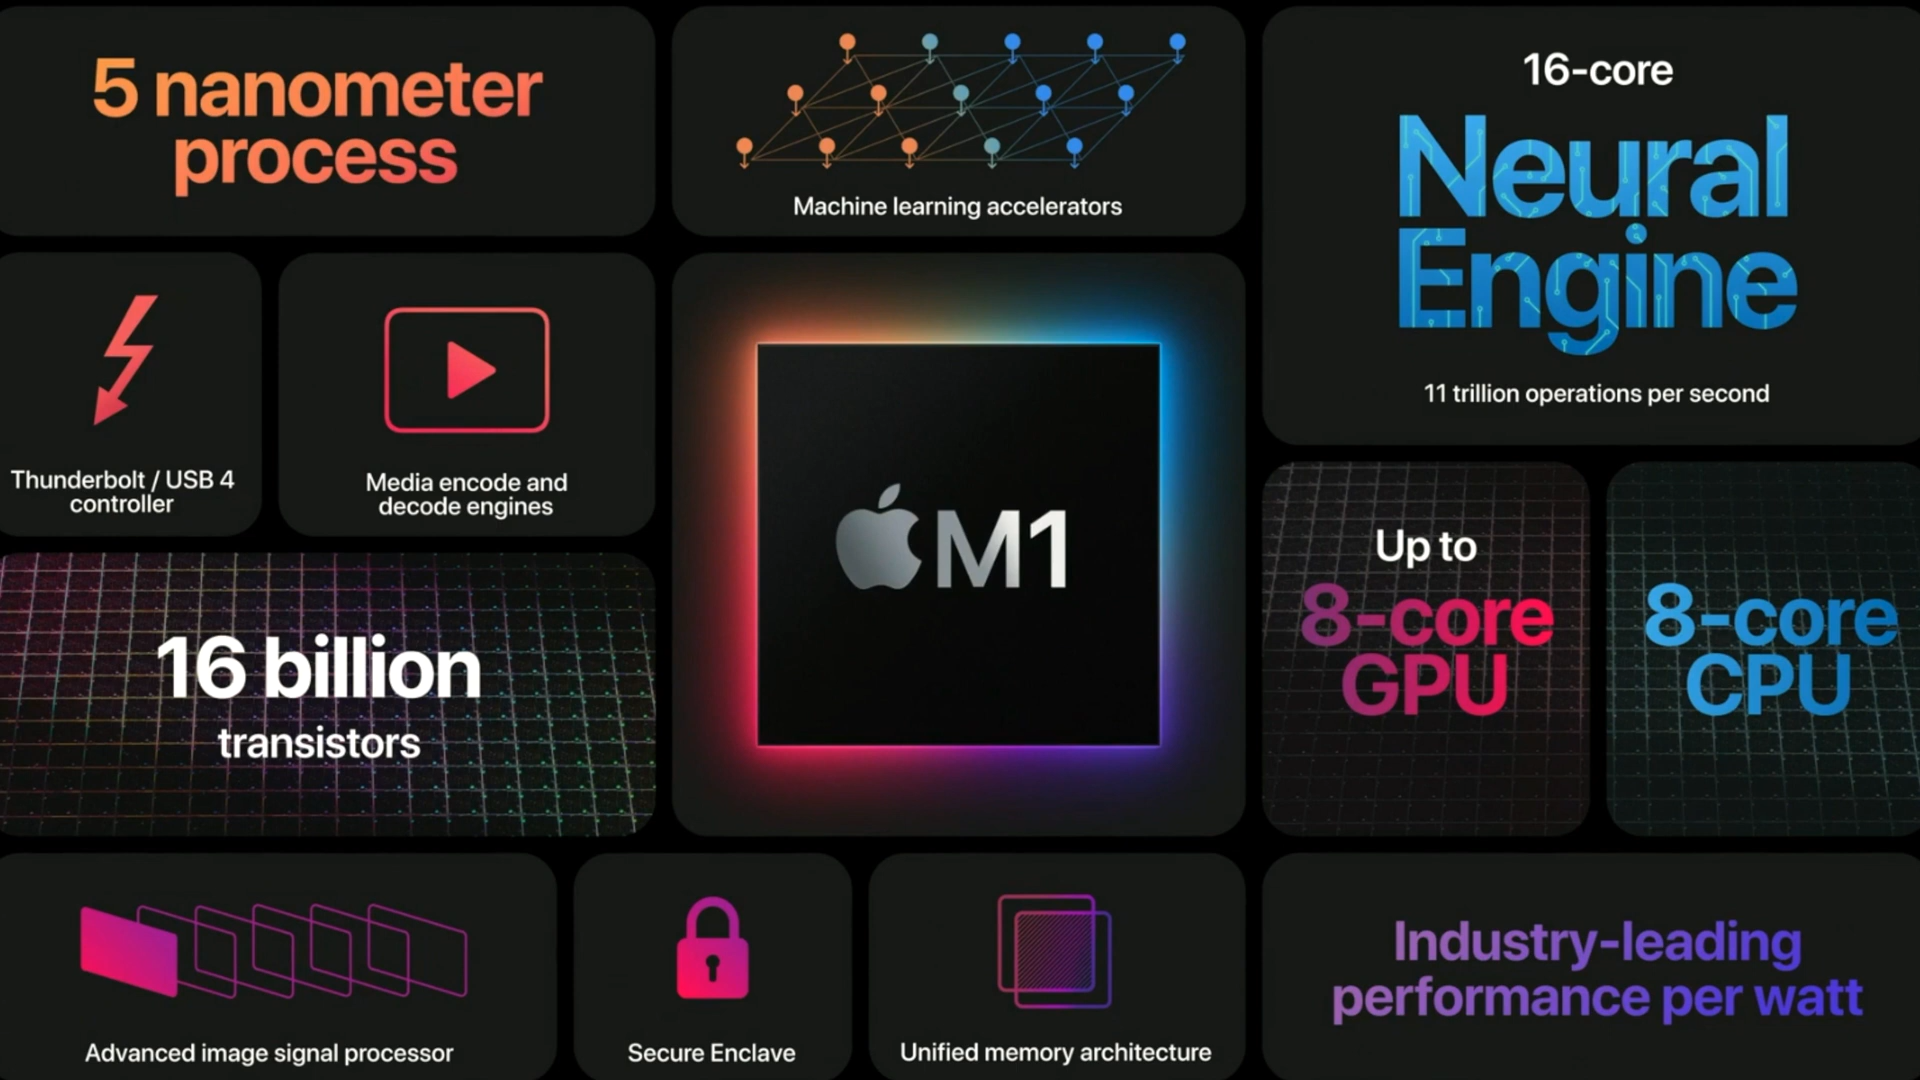 5 nanometer
process
Machine learning accelerators
16-core
Neural
Engine
11 trillion operations per second
Thunderbolt / USB 4
controller
Media encode and
decode engines
M1
Up to
8-core
GPU
8-core
CPU
16 billion
transistors
Advanced image signal processor
Secure Enclave
Unified memory architecture
Industry-leading
performance per watt